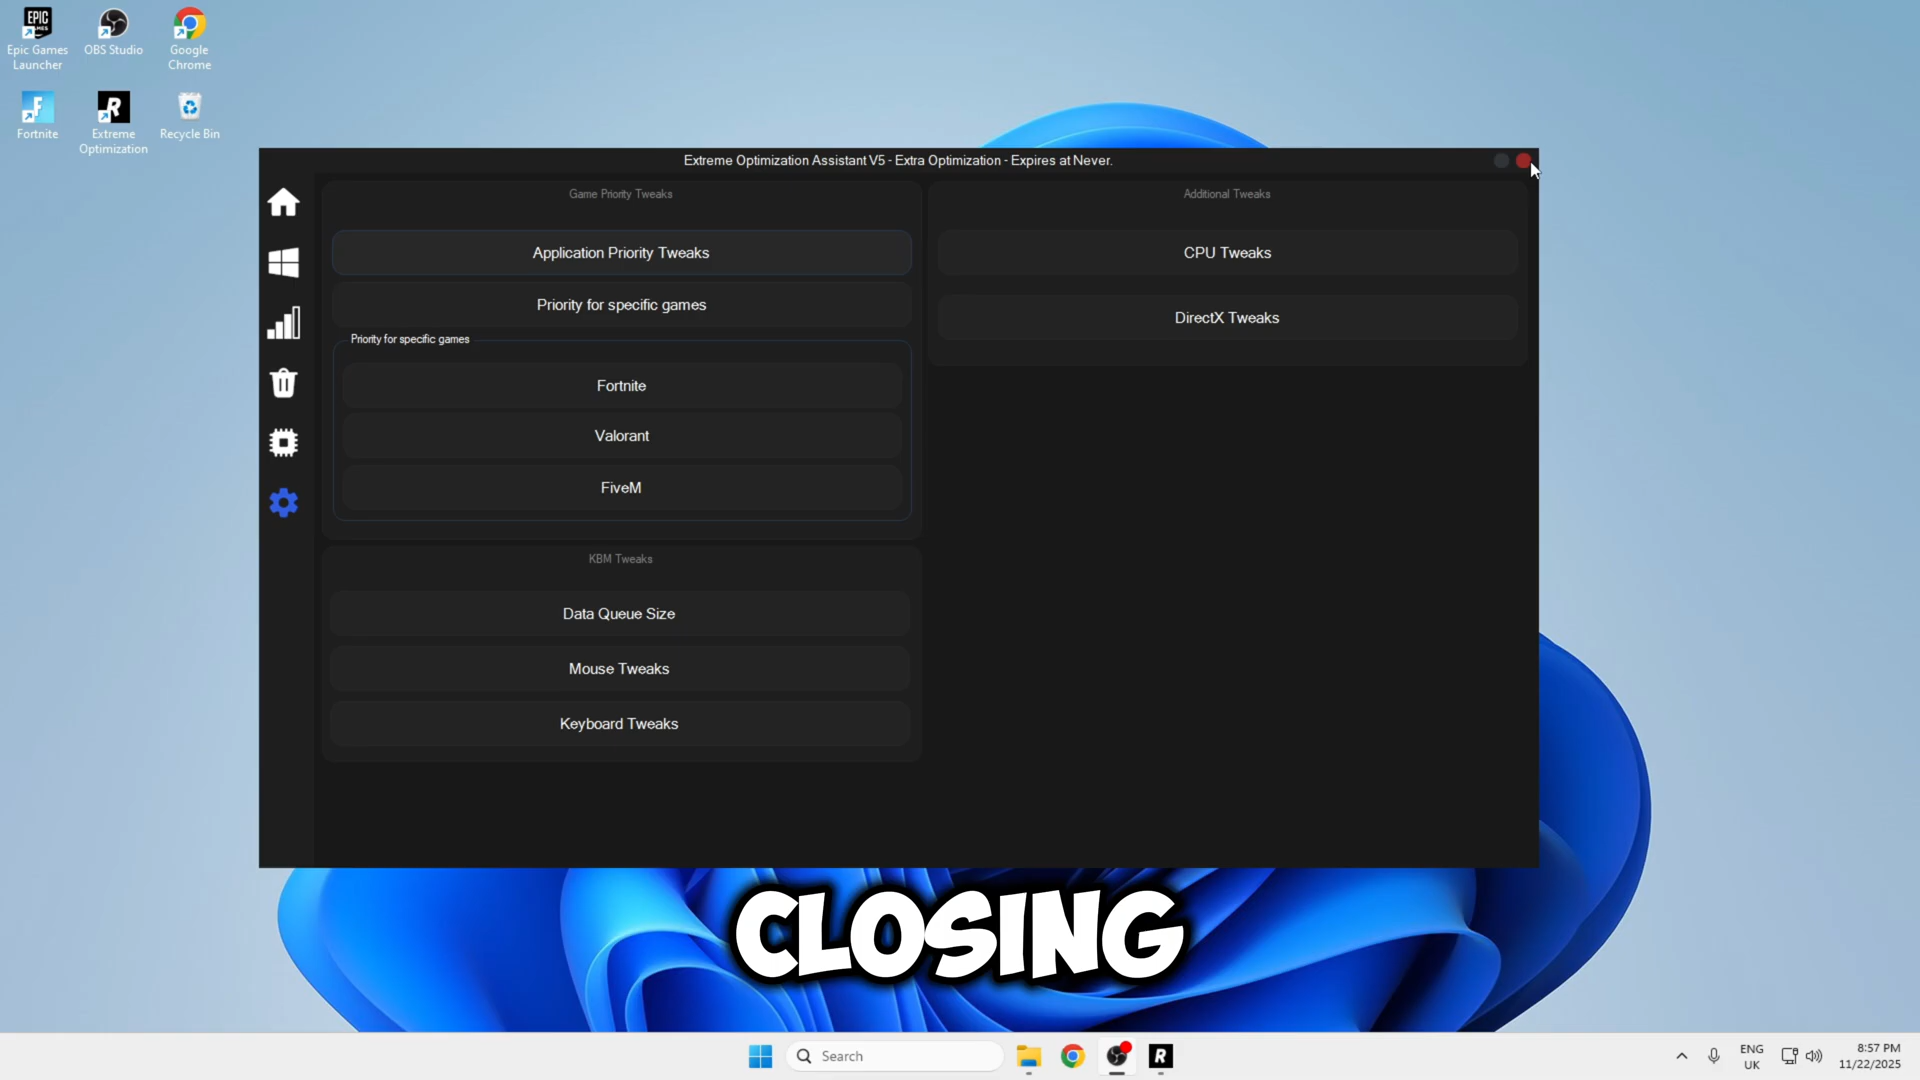 Epic Games
Launcher
OBS Studio
Google
Chrome
Fortnite
Extreme
Optimization
Recycle Bin
Extreme Optimization Assistant V5 - Extra Optimization - Expires at Never.
Game Priority Tweaks
Application Priority Tweaks
Priority for specific games
Priority for specific games
Fortnite
Valorant
FiveM
KBM Tweaks
Data Queue Size
Mouse Tweaks
Keyboard Tweaks
Additional Tweaks
CPU Tweaks
DirectX Tweaks
CLOSING
Search
ENG
UK
8:57 PM
11/22/2025